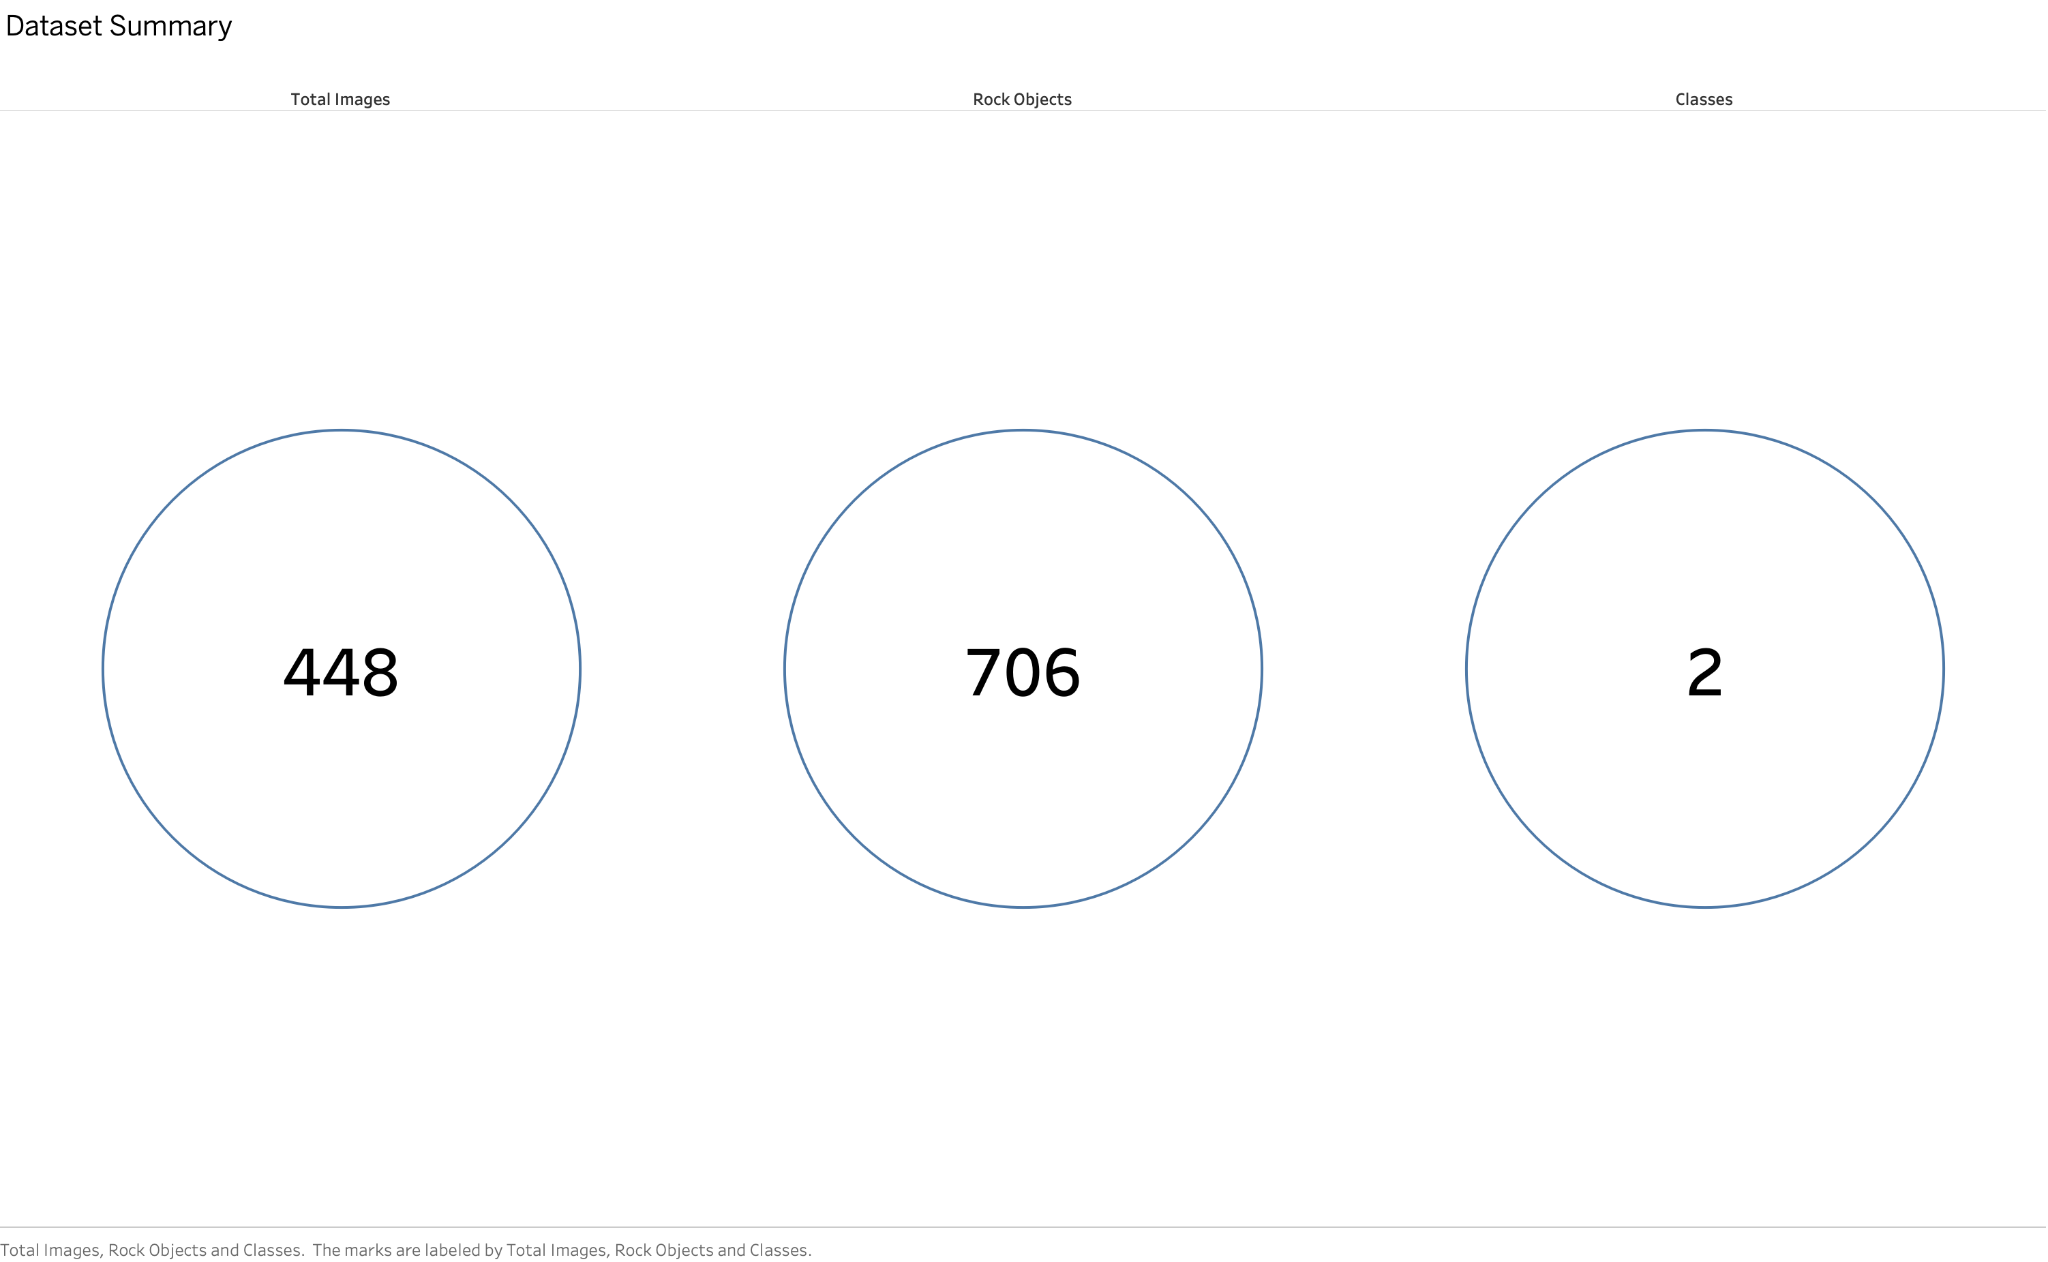 Dataset Summary
Total Images Rock Objects Classes
448 706 2
Total Images, Rock Objects and Classes.  The marks are labeled by Total Images, Rock Objects and Classes.